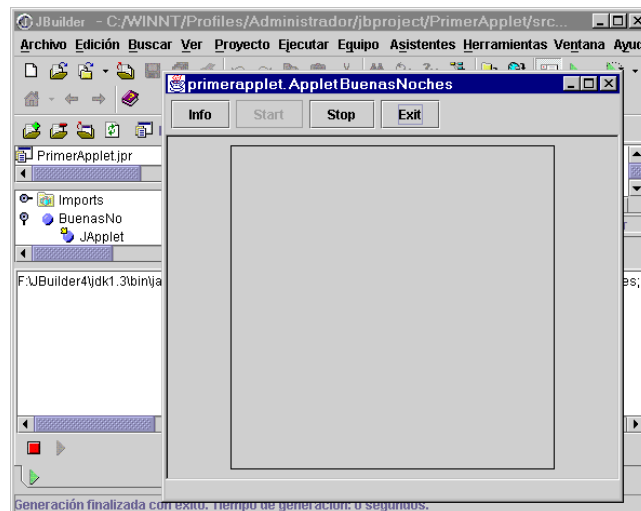 JBuilder - C:/WINNT/Profiles/Administrador/jbproject/PrimerApplet/src...
Archivo Edición Buscar Ver Proyecto Ejecutar Equipo Asistentes Herramientas Ventana
primerapplet.AppletBuenasNoches
Info Start Stop Exit
PrimerApplet.jpr
Imports
BuenasNo
JApplet
F:\JBuilder4\jdk1.3\bin\ja
es;
Generación finalizada con éxito. Tiempo de generación: 0 segundos.